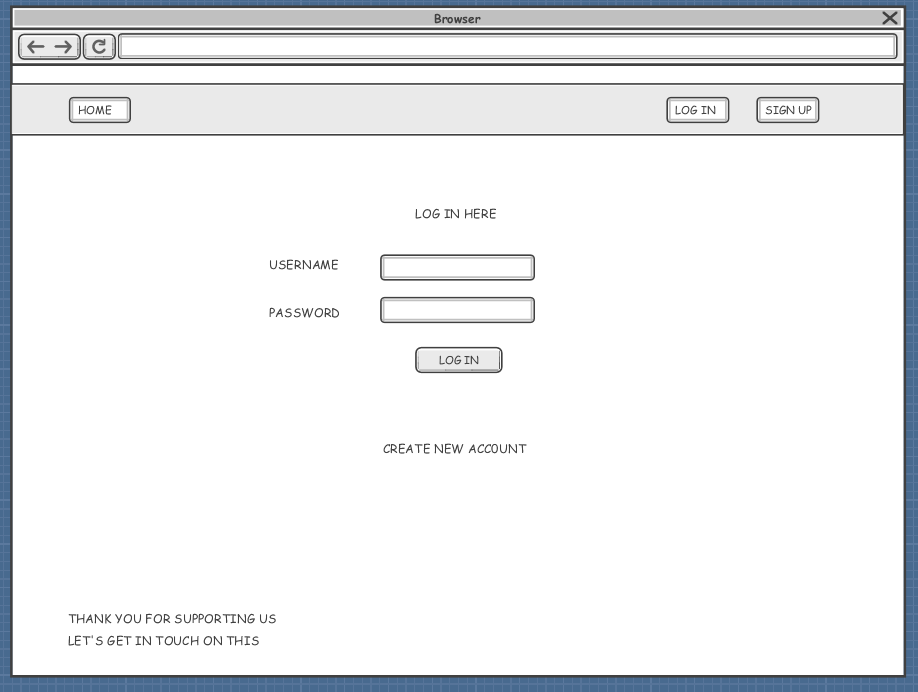 Browser
HOME LOG IN SIGN UP
LOG IN HERE
USERNAME
PASSWORD
LOG IN
CREATE NEW ACCOUNT
THANK YOU FOR SUPPORTING US
LET'S GET IN TOUCH ON THIS